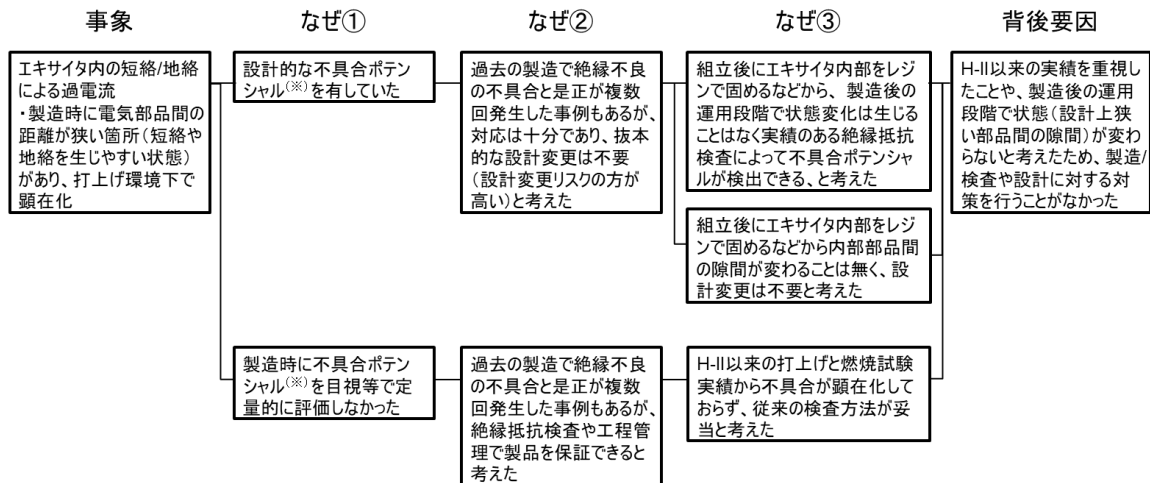 事象
なぜ①
なぜ②
なぜ③
背後要因
エキサイタ内の短絡/地絡
による過電流
・製造時に電気部品間の
距離が狭い箇所(短絡や
地絡を生じやすい状態)
があり、打上げ環境下で
顕在化
設計的な不具合ポテン
シャル(※)を有していた
過去の製造で絶縁不良
の不具合と是正が複数
回発生した事例もあるが、
対応は十分であり、抜本
的な設計変更は不要
(設計変更リスクの方が
高い)と考えた
組立後にエキサイタ内部をレジ
ンで固めるなどから、製造後の
運用段階で状態変化は生じ
ることはなく実績のある絶縁抵抗
検査によって不具合ポテンシャ
ルが検出できる、と考えた
H-II以来の実績を重視し
たことや、製造後の運用
段階で状態(設計上狭
い部品間の隙間)が変わ
らないと考えたため、製造/
検査や設計に対する対
策を行うことがなかった
組立後にエキサイタ内部をレジ
ンで固めるなどから内部部品間
の隙間が変わることは無く、設
計変更は不要と考えた
製造時に不具合ポテン
シャル(※)を目視等で定
量的に評価しなかった
過去の製造で絶縁不良
の不具合と是正が複数
回発生した事例もあるが、
絶縁抵抗検査や工程管
理で製品を保証できると
考えた
H-II以来の打上げと燃焼試験
実績から不具合が顕在化して
おらず、従来の検査方法が妥
当と考えた